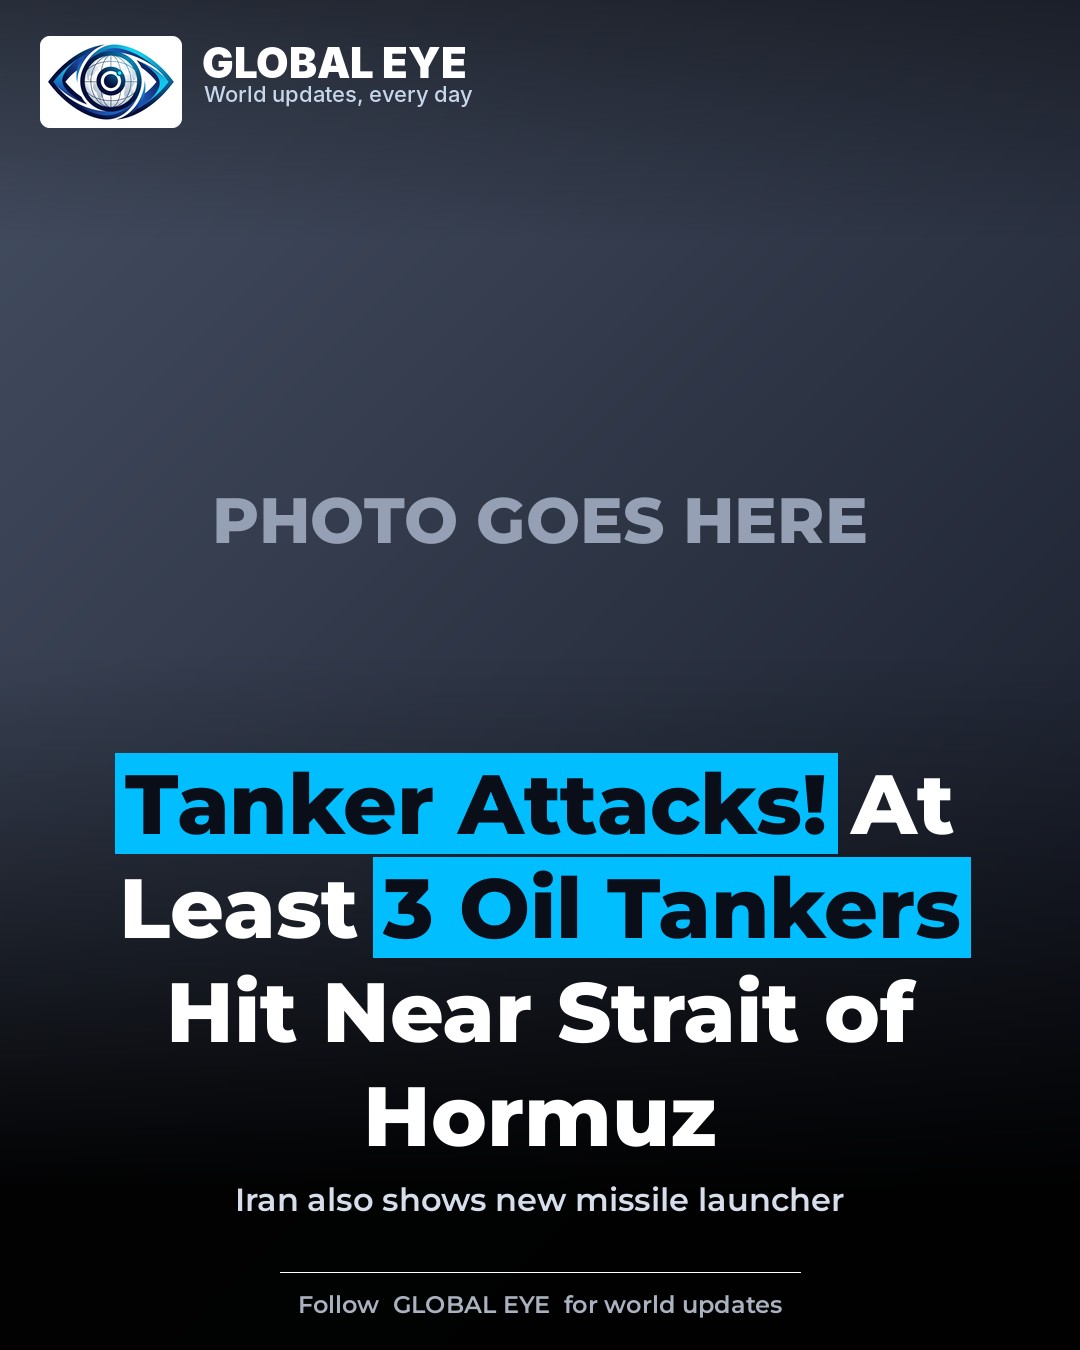 GLOBAL EYE
World updates, every day
PHOTO GOES HERE
Tanker Attacks! At
Least 3 Oil Tankers
Hit Near Strait of
Hormuz
Iran also shows new missile launcher
Follow GLOBAL EYE for world updates